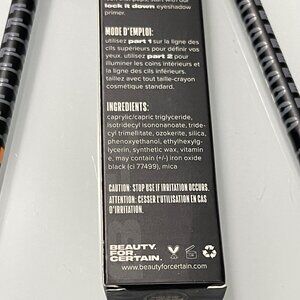 lock it down eyeshadow
primer.
MODE D'EMPLOI:
utilisez part 1 sur la ligne des
cils supérieurs pour définir vos
yeux. utilisez part 2 pour
illuminer les coins intérieurs et
la ligne des cils inférieurs.
taillez avec un taille-crayon
cosmétique standard.
INGREDIENTS:
caprylic/capric triglyceride,
isotridecyl isononanoate, tride-
cyl trimellitate, ozokerite, silica,
phenoxyethanol, ethylhexylgly-
cerin, synthetic wax, vitamin
e, may contain (+/-) iron oxide
black (ci 77499), mica
CAUTION: STOP USE IF IRRITATION OCCURS.
ATTENTION: CESSER L'UTILISATION EN CAS
D'IRRITATION.
BEAUTY.
FOR
CERTAIN.
www.beautyforcertain.com